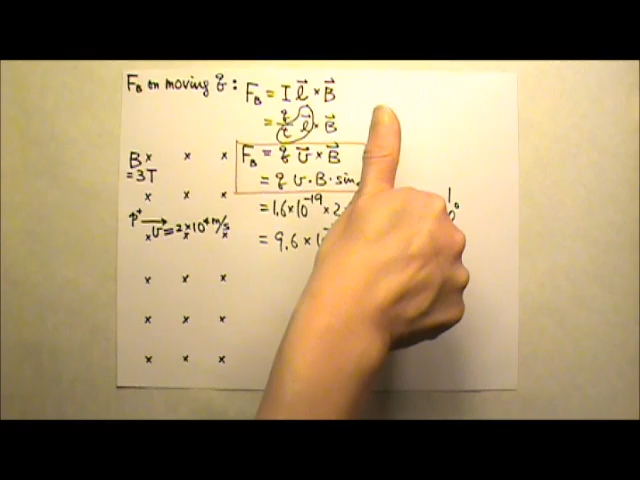 F_B on moving q : F_B = I l⃗ × B⃗
= q/t l⃗ × B⃗
F_B = q v⃗ × B⃗
= q v · B · sin
= 1.6 × 10⁻¹⁹ × 2
= 9.6 × 1
B
= 3T
p⁺ → v = 2 × 10⁴ m/s